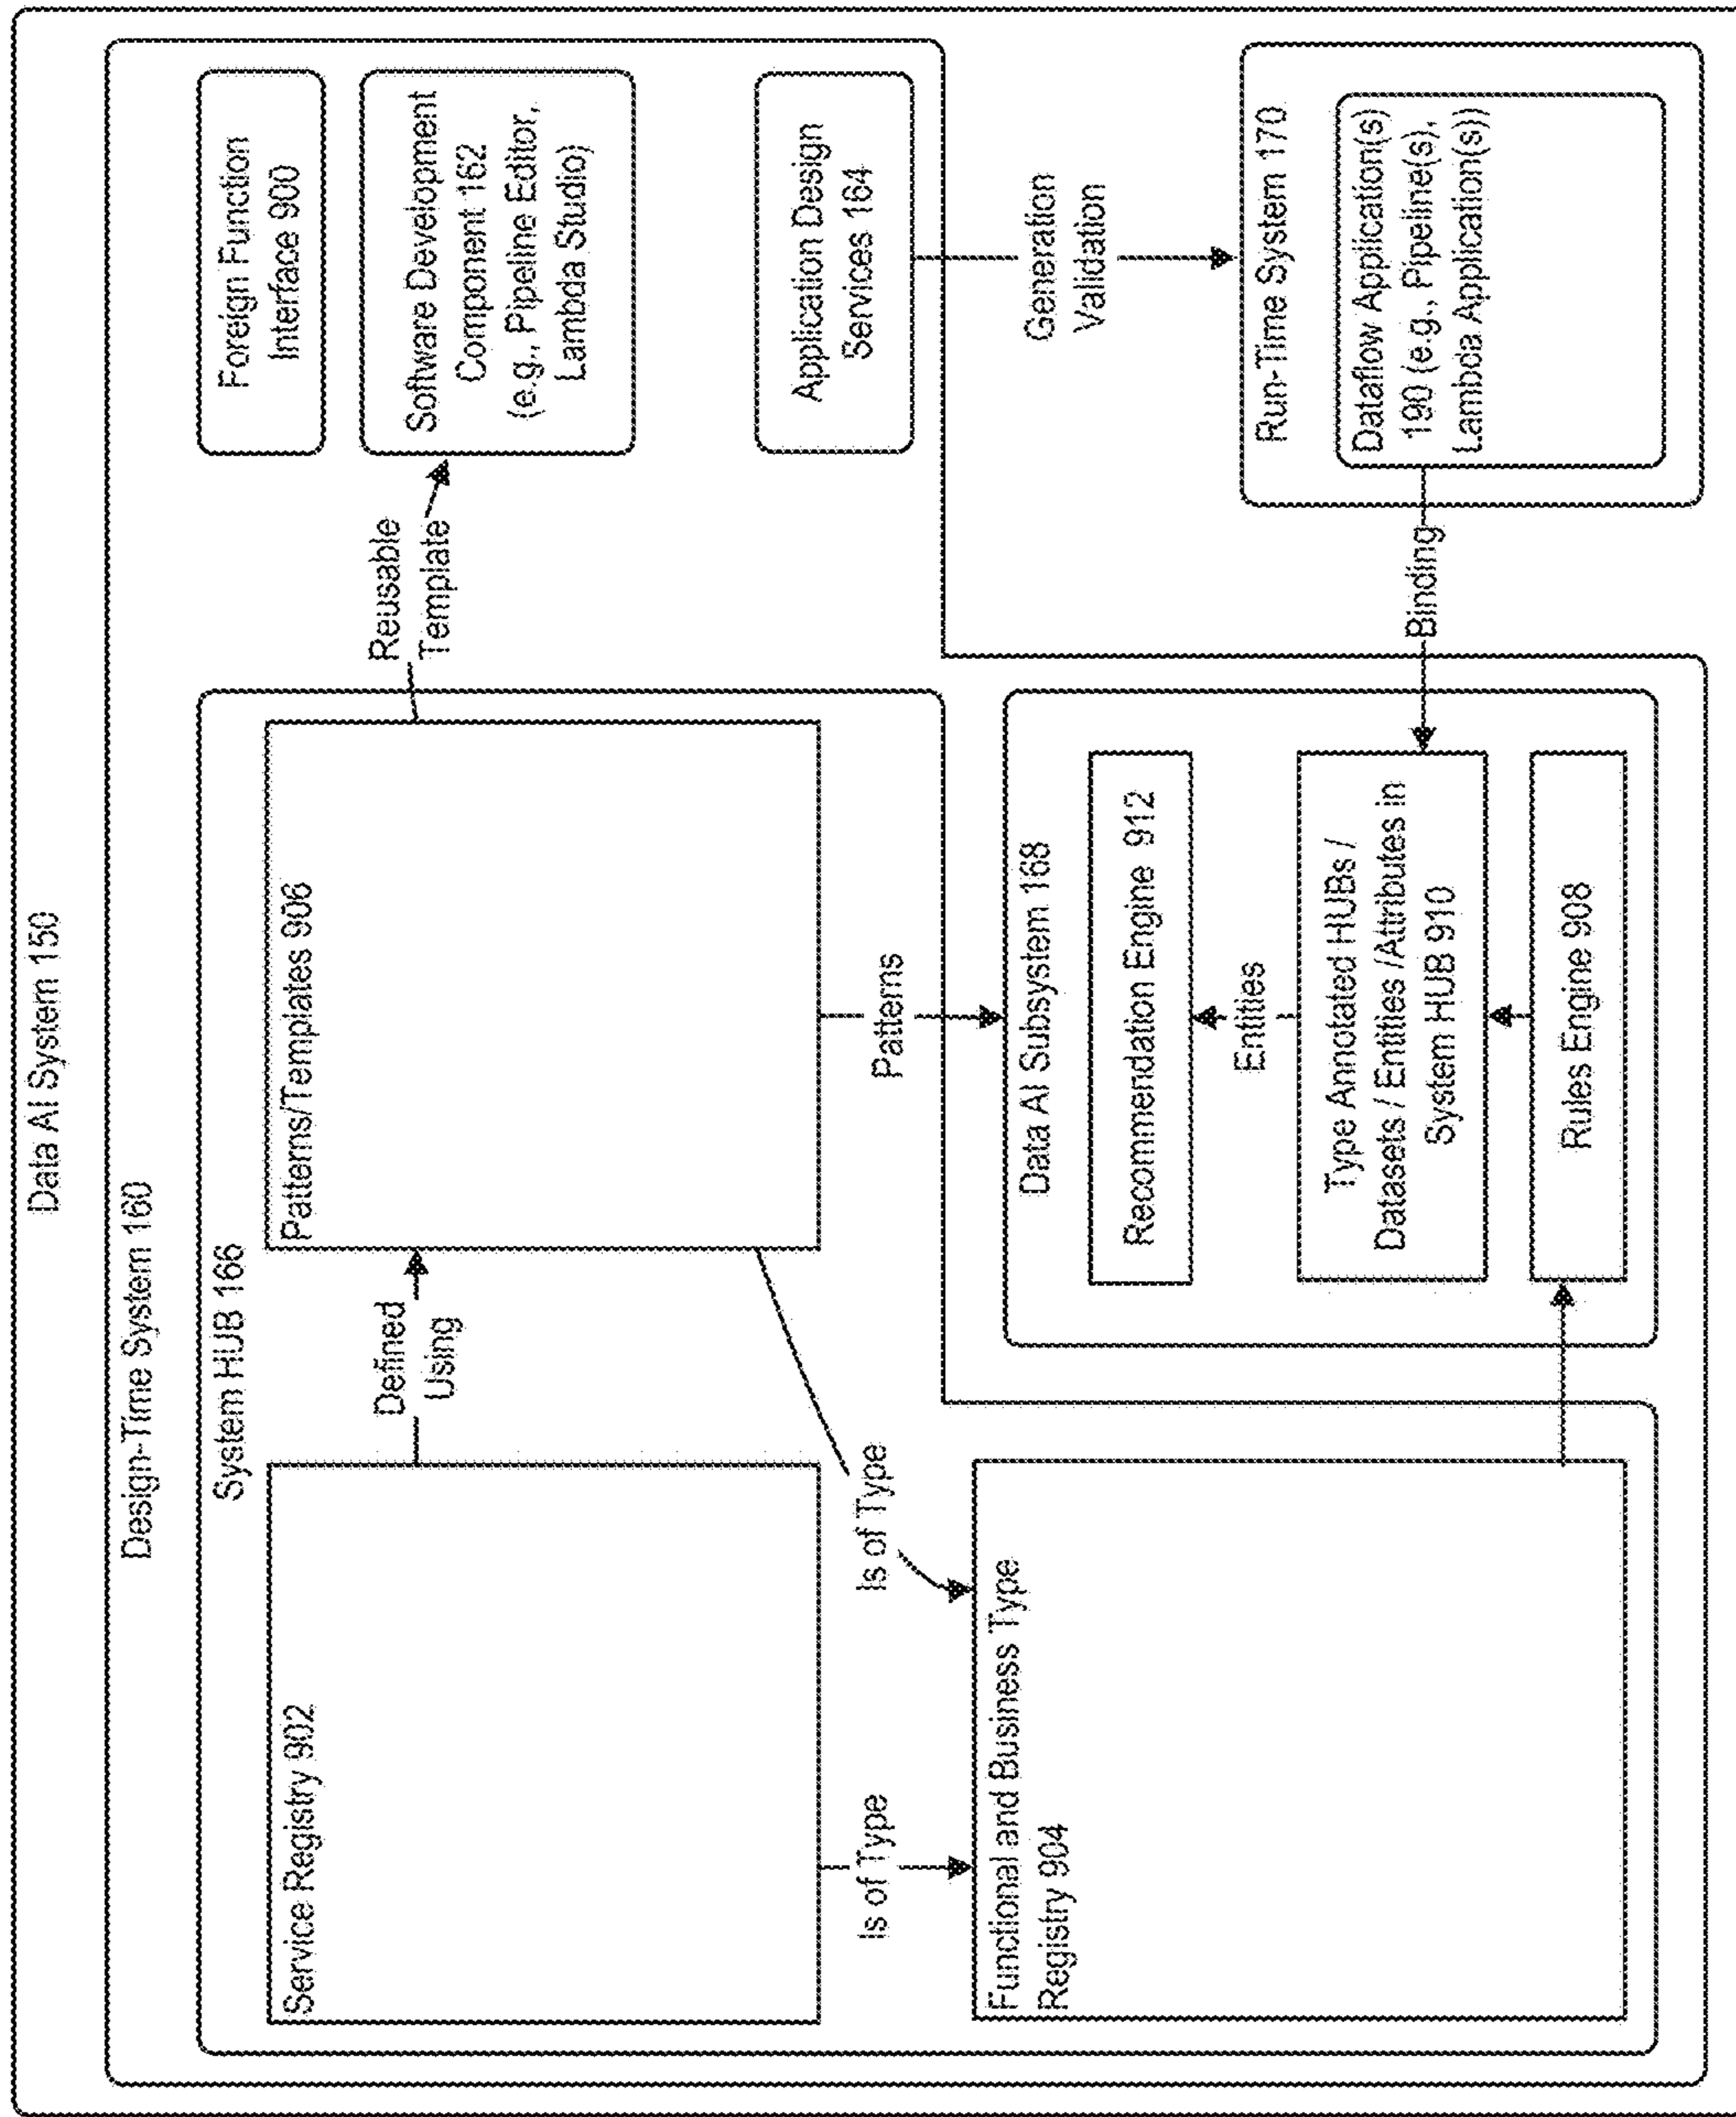 Data AI System 150
Design-Time System 160
System HUB 166
Service Registry 902
Defined
Using
Patterns/Templates 906
Reusable
Template
Foreign Function
Interface 900
Software Development
Component 162
(e.g., Pipeline Editor,
Lambda Studio)
Application Design
Services 164
Is of Type
Is of Type
Patterns
Generation
Validation
Functional and Business Type
Registry 904
Data AI Subsystem 168
Recommendation Engine 912
Entities
Type Annotated HUBs /
Datasets / Entities /Attributes in
System HUB 910
Rules Engine 908
Binding
Run-Time System 170
Dataflow Application(s)
190 (e.g., Pipeline(s),
Lambda Application(s))